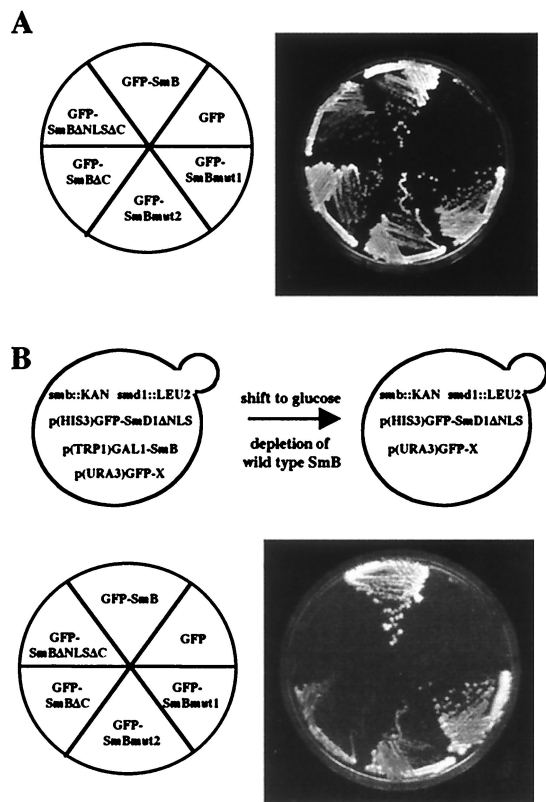 A
GFP-SmB
GFP-
SmBΔNLSΔC
GFP
GFP-
SmBΔC
GFP-
SmBmut1
GFP-
SmBmut2
B
smb::KAN smd1::LEU2
p(HIS3)GFP-SmD1ΔNLS
p(TRP1)GAL1-SmB
p(URA3)GFP-X
shift to glucose
depletion of
wild type SmB
smb::KAN smd1::LEU2
p(HIS3)GFP-SmD1ΔNLS
p(URA3)GFP-X
GFP-SmB
GFP-
SmBΔNLSΔC
GFP
GFP-
SmBΔC
GFP-
SmBmut1
GFP-
SmBmut2